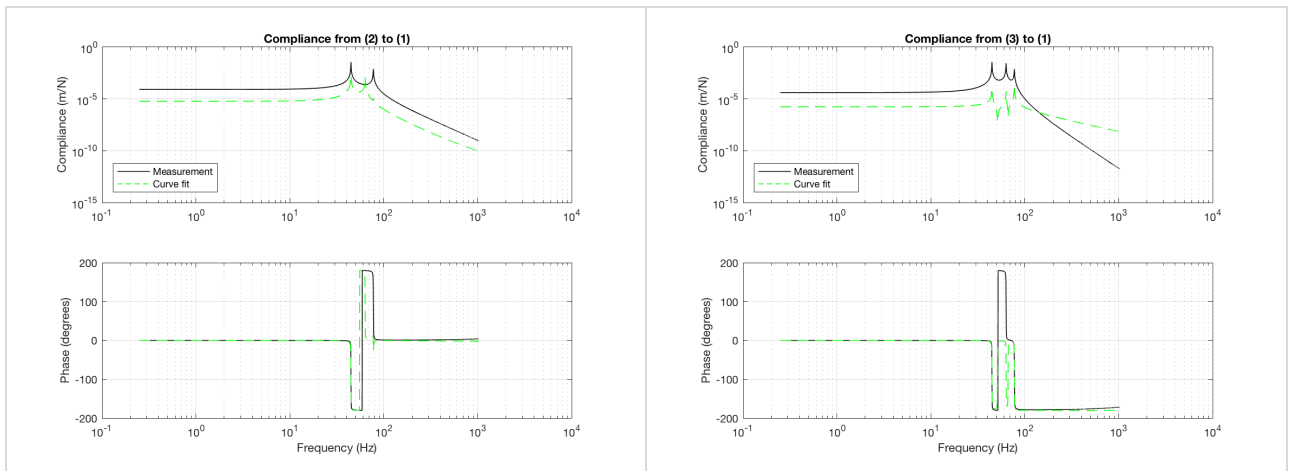 Compliance from (2) to (1)
10^0
10^-5
10^-10
10^-15
Compliance (m/N)
Measurement
Curve fit
10^-1 10^0 10^1 10^2 10^3 10^4
200
100
0
-100
-200
Phase (degrees)
10^-1 10^0 10^1 10^2 10^3 10^4
Frequency (Hz)
Compliance from (3) to (1)
10^0
10^-5
10^-10
10^-15
Compliance (m/N)
Measurement
Curve fit
10^-1 10^0 10^1 10^2 10^3 10^4
200
100
0
-100
-200
Phase (degrees)
10^-1 10^0 10^1 10^2 10^3 10^4
Frequency (Hz)